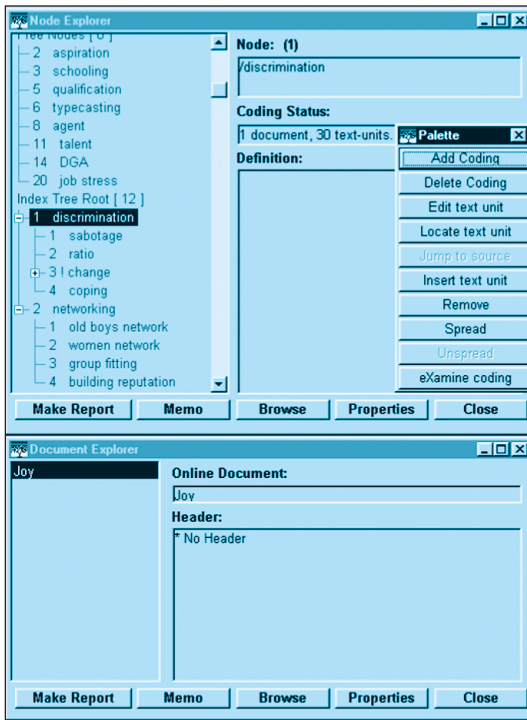 Node Explorer
Free Nodes [ 8 ]
2 aspiration
3 schooling
5 qualification
6 typecasting
8 agent
11 talent
14 DGA
20 job stress
Index Tree Root [ 12 ]
1 discrimination
1 sabotage
2 ratio
3 ! change
4 coping
2 networking
1 old boys network
2 women network
3 group fitting
4 building reputation
Node: (1)
/discrimination
Coding Status:
1 document, 30 text-units.
Definition:
Palette
Add Coding
Delete Coding
Edit text unit
Locate text unit
Jump to source
Insert text unit
Remove
Spread
Unspread
eXamine coding
Make Report Memo Browse Properties Close
Document Explorer
Joy
Online Document:
Joy
Header:
* No Header
Make Report Memo Browse Properties Close